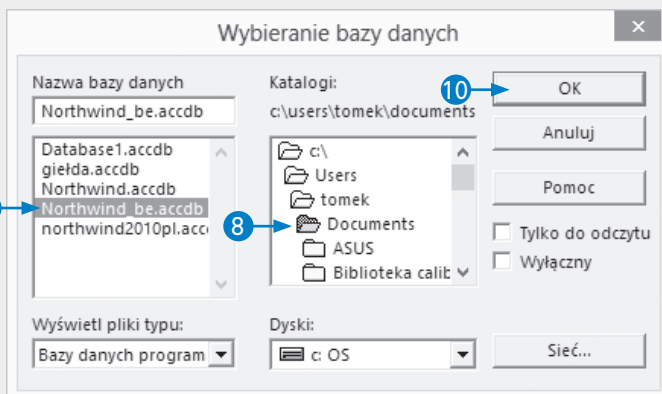 Wybieranie bazy danych
Nazwa bazy danych
Northwind_be.accdb
Database1.accdb
giełda.accdb
Northwind.accdb
Northwind_be.accdb
northwind2010pl.acc
Wyświetl pliki typu:
Bazy danych program
Katalogi:
c:\users\tomek\documents
c:\
Users
tomek
8
Documents
ASUS
Biblioteka calib
Dyski:
c: OS
10
OK
Anuluj
Pomoc
Tylko do odczytu
Wyłączny
Sieć...